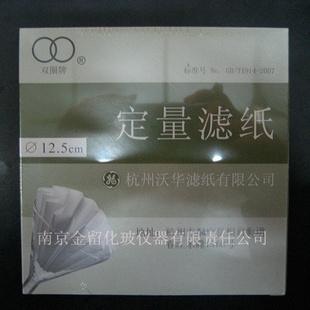 双圈牌
®
标准号 No. GB/T1914-2007
定量滤纸
∅ 12.5cm
GE 杭州沃华滤纸有限公司
南京金留化玻仪器有限责任公司